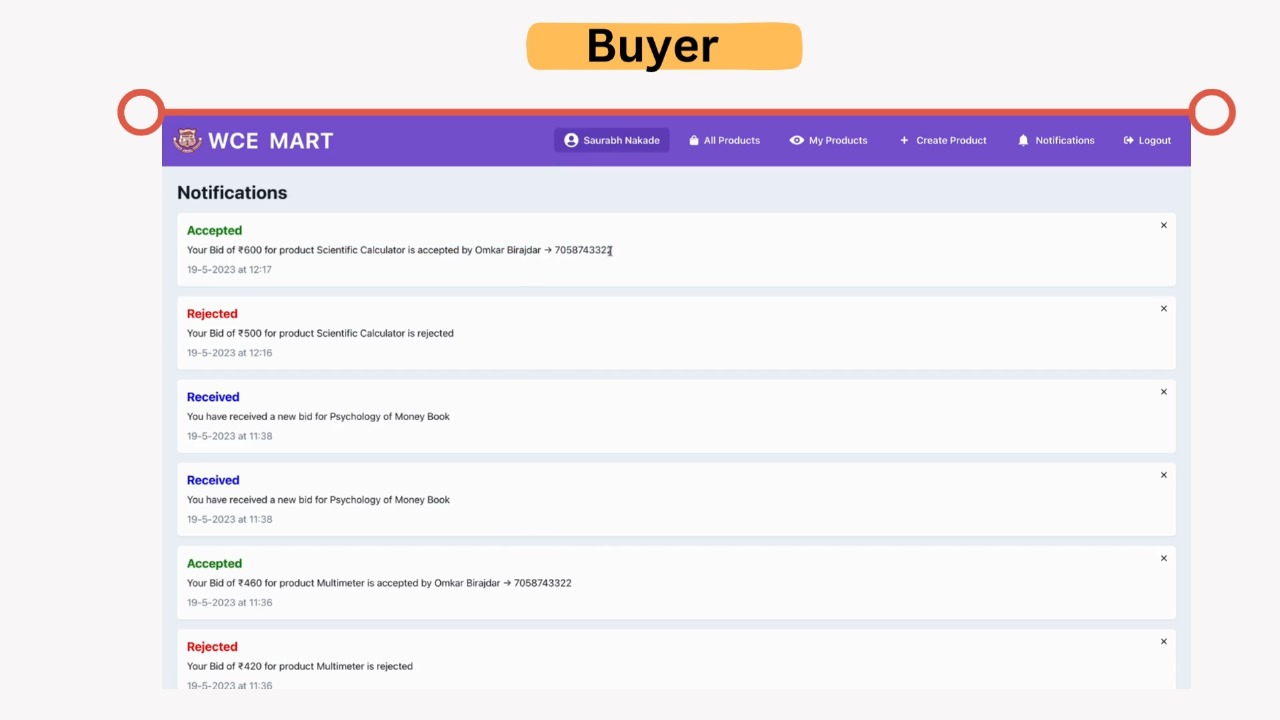 Buyer
WCE MART
Saurabh Nakade
All Products
My Products
+ Create Product
Notifications
Logout
Notifications
Accepted
×
Your Bid of ₹600 for product Scientific Calculator is accepted by Omkar Birajdar → 7058743322
19-5-2023 at 12:17
Rejected
×
Your Bid of ₹500 for product Scientific Calculator is rejected
19-5-2023 at 12:16
Received
×
You have received a new bid for Psychology of Money Book
19-5-2023 at 11:38
Received
×
You have received a new bid for Psychology of Money Book
19-5-2023 at 11:38
Accepted
×
Your Bid of ₹460 for product Multimeter is accepted by Omkar Birajdar → 7058743322
19-5-2023 at 11:36
Rejected
×
Your Bid of ₹420 for product Multimeter is rejected
19-5-2023 at 11:36